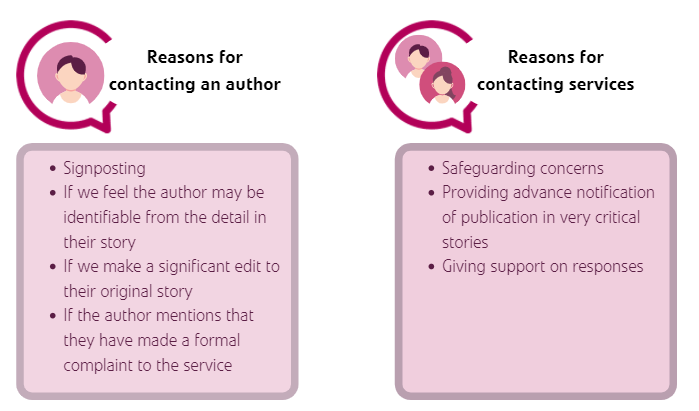 Reasons for
contacting an author
• Signposting
• If we feel the author may be
identifiable from the detail in
their story
• If we make a significant edit to
their original story
• If the author mentions that
they have made a formal
complaint to the service
Reasons for
contacting services
• Safeguarding concerns
• Providing advance notification
of publication in very critical
stories
• Giving support on responses